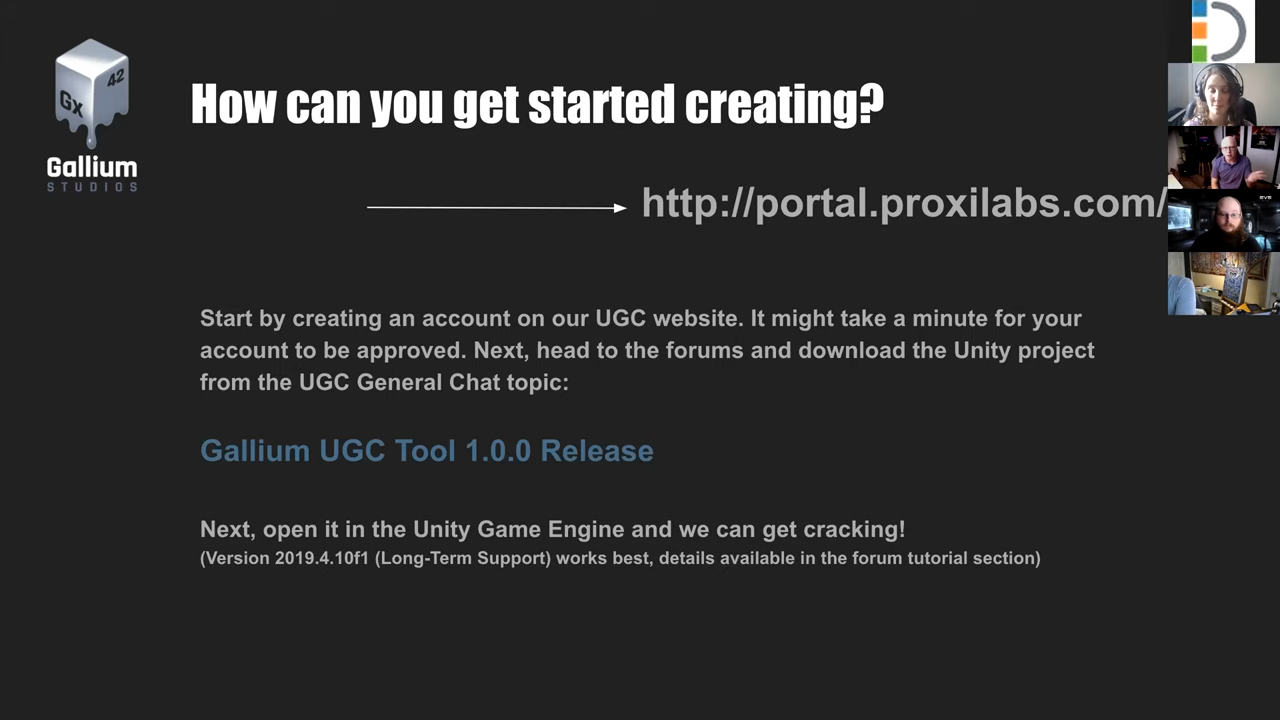 Gx
42
Gallium
STUDIOS
How can you get started creating?
http://portal.proxilabs.com/
Start by creating an account on our UGC website. It might take a minute for your
account to be approved. Next, head to the forums and download the Unity project
from the UGC General Chat topic:
Gallium UGC Tool 1.0.0 Release
Next, open it in the Unity Game Engine and we can get cracking!
(Version 2019.4.10f1 (Long-Term Support) works best, details available in the forum tutorial section)